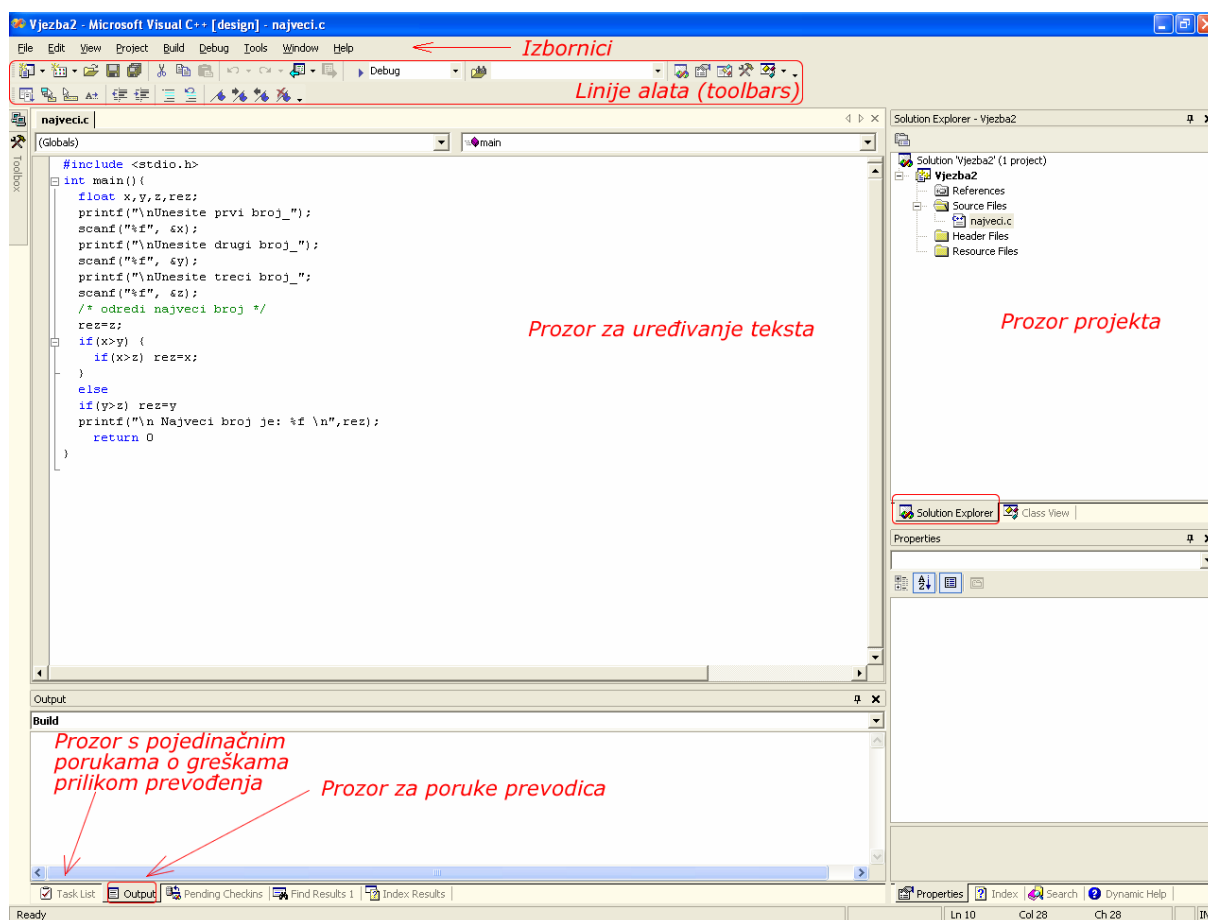 Vjezba2 - Microsoft Visual C++ [design] - najveci.c
File Edit View Project Build Debug Tools Window Help
Izbornici
Debug
Linije alata (toolbars)
Toolbox
najveci.c
(Globals)
main
#include <stdio.h>
int main(){
float x,y,z,rez;
printf("\nUnesite prvi broj_");
scanf("%f", &x);
printf("\nUnesite drugi broj_");
scanf("%f", &y);
printf("\nUnesite treci broj_";
scanf("%f", &z);
/* odredi najveci broj */
rez=z;
if(x>y) {
if(x>z) rez=x;
}
else
if(y>z) rez=y
printf("\n Najveci broj je: %f \n",rez);
return 0
}
Prozor za uređivanje teksta
Solution Explorer - Vjezba2
Solution 'Vjezba2' (1 project)
Vjezba2
References
Source Files
najveci.c
Header Files
Resource Files
Prozor projekta
Solution Explorer Class View
Properties
Output
Build
Prozor s pojedinačnim
porukama o greškama
prilikom prevođenja
Prozor za poruke prevodica
Task List Output Pending Checkins Find Results 1 Index Results
Properties Index Search Dynamic Help
Ready Ln 10 Col 28 Ch 28 IN